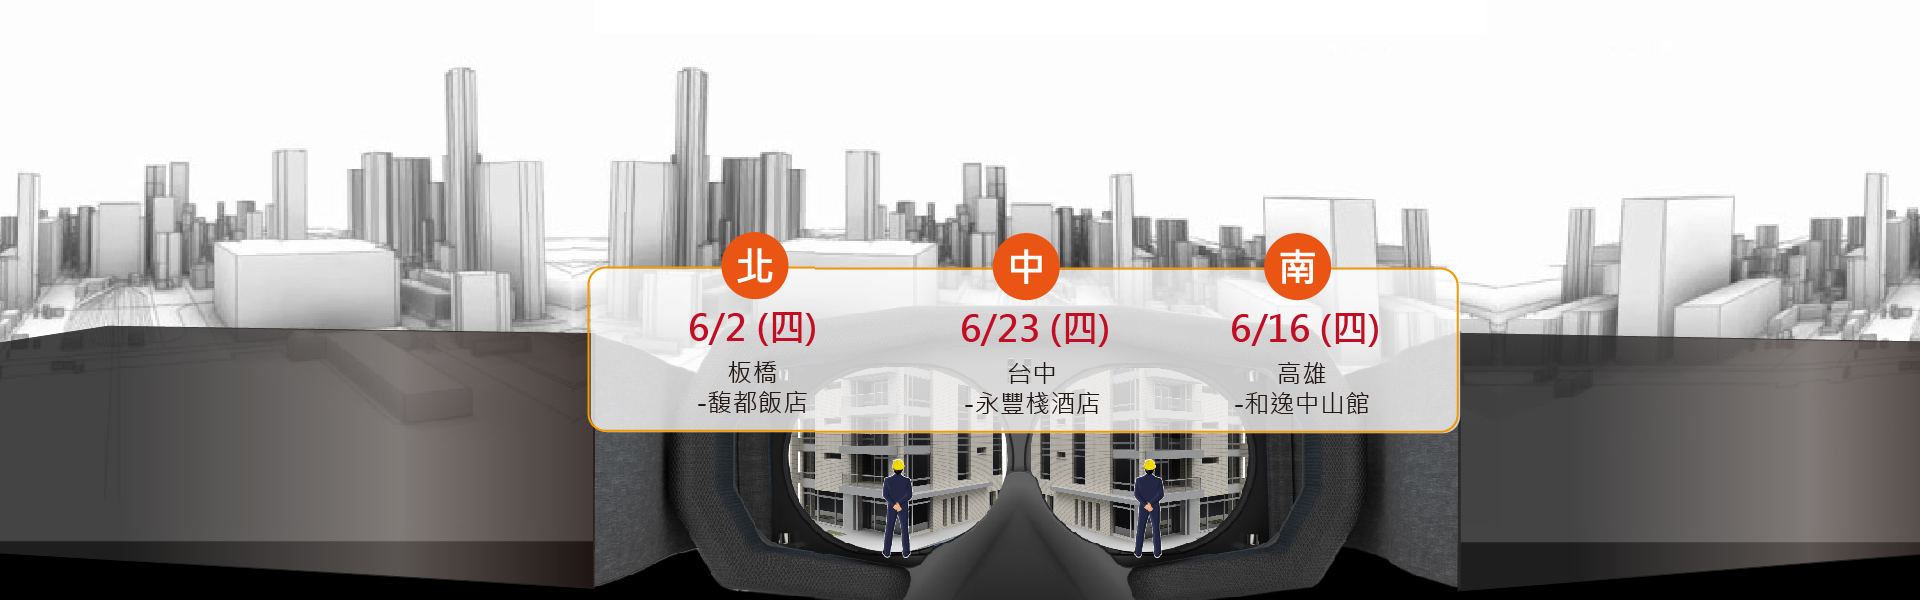 北
6/2 (四)
板橋
-馥都飯店
中
6/23 (四)
台中
-永豐棧酒店
南
6/16 (四)
高雄
-和逸中山館